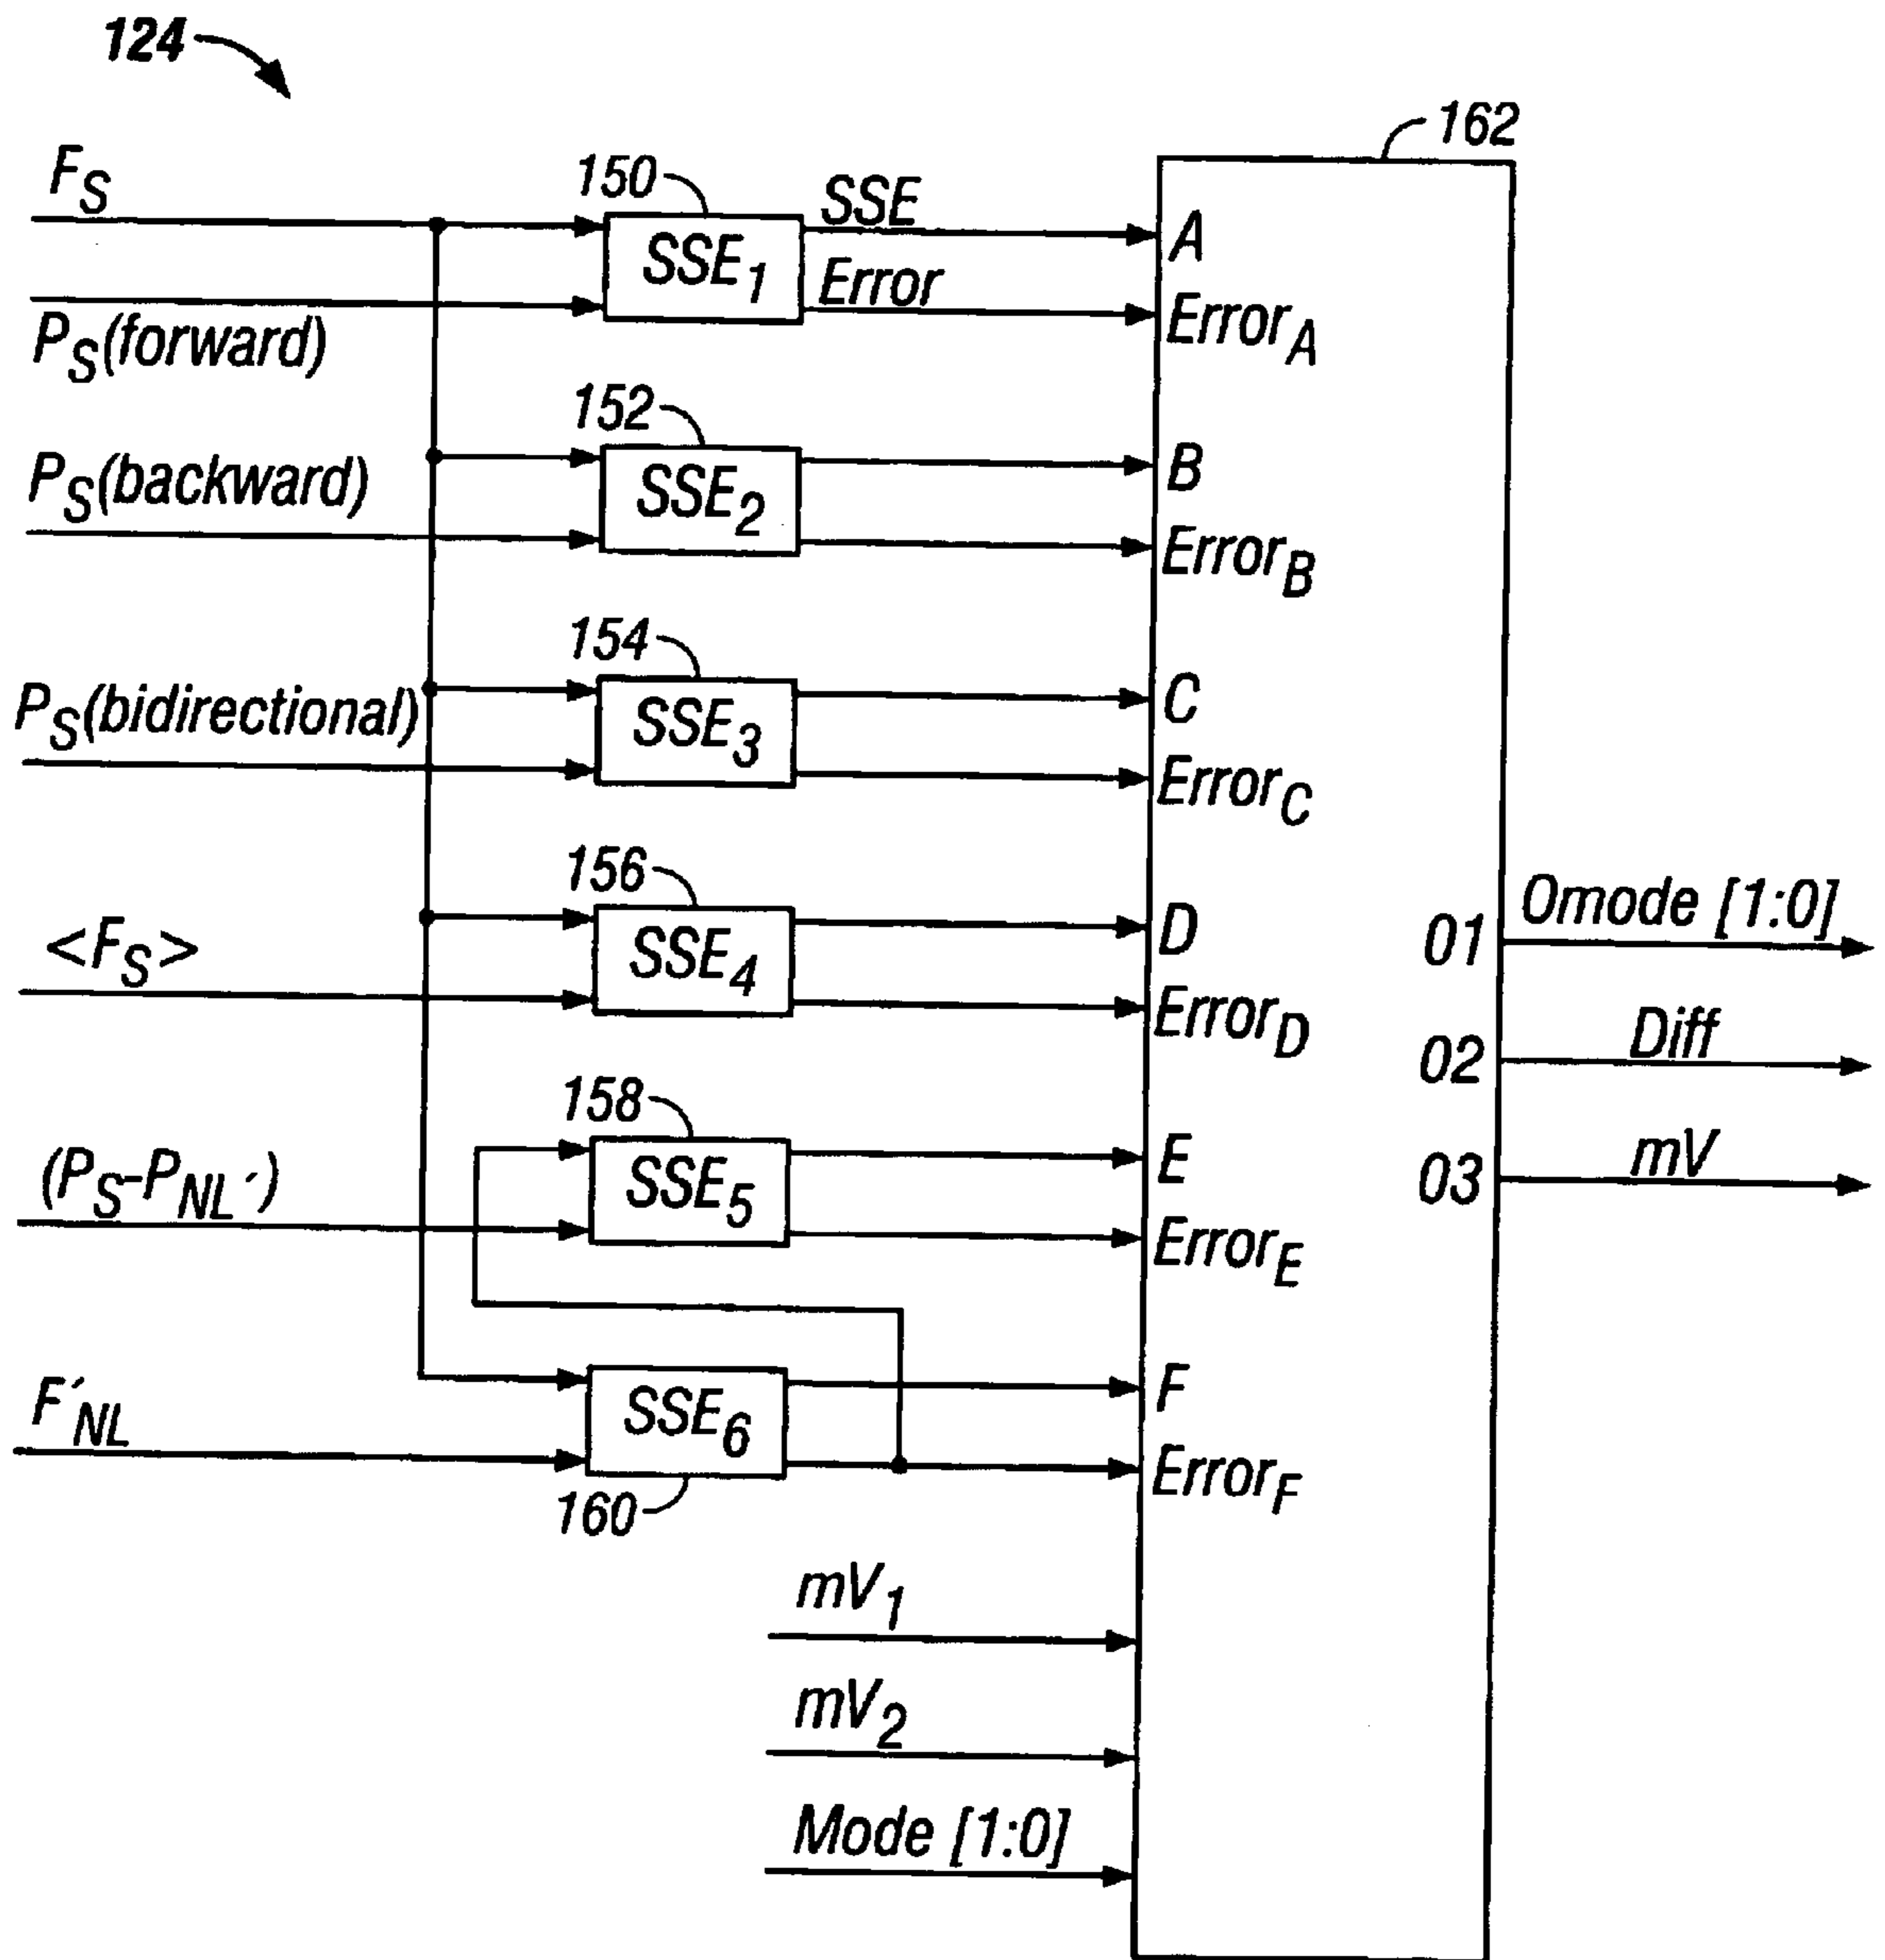 124
162
F_S
150
SSE
A
SSE_1
Error
Error_A
P_S(forward)
152
B
P_S(backward)
SSE_2
Error_B
154
C
P_S(bidirectional)
SSE_3
Error_C
156
D
Omode [1:0]
<F_S>
SSE_4
01
Error_D
Diff
02
158
E
mV
(P_S-P_NL´)
SSE_5
03
Error_E
F
F´_NL
SSE_6
Error_F
160
mV_1
mV_2
Mode [1:0]